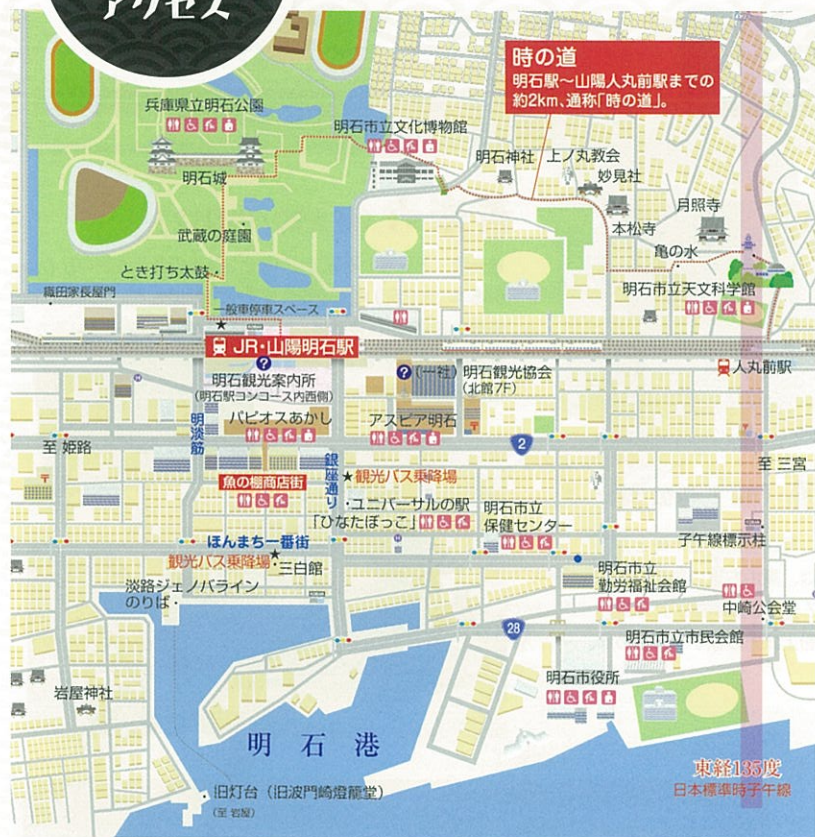 アクセス
時の道
明石駅～山陽人丸前駅までの
約2km、通称「時の道」。
兵庫県立明石公園
明石市立文化博物館
明石城
明石神社
上ノ丸教会
妙見社
本松寺
月照寺
武蔵の庭園
亀の水
とき打ち太鼓
明石市立天文科学館
織田家長屋門
一般車停車スペース
JR・山陽明石駅
人丸前駅
明石観光案内所
(明石駅コンコース内西側)
(一社)明石観光協会
(北館7F)
明淡筋
パピオスあかし
アスピア明石
至 姫路
2
至 三宮
魚の棚商店街
銀座通り
観光バス乗降場
ユニバーサルの駅
「ひなたぼっこ」
明石市立
保健センター
子午線標示柱
ほんまち一番街
観光バス乗降場
三白館
淡路ジェノバライン
のりば
明石市立
勤労福祉会館
中崎公会堂
28
明石市立市民会館
明石市役所
岩屋神社
明石港
東経135度
日本標準時子午線
旧灯台(旧波門崎燈籠堂)
(至 岩屋)